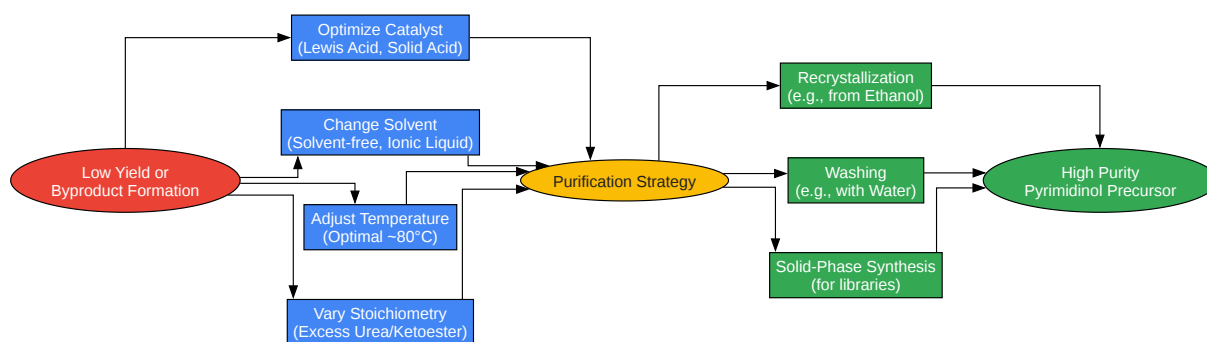 Low Yield or
Byproduct Formation
Optimize Catalyst
(Lewis Acid, Solid Acid)
Change Solvent
(Solvent-free, Ionic Liquid)
Adjust Temperature
(Optimal ~80°C)
Vary Stoichiometry
(Excess Urea/Ketoester)
Purification Strategy
Recrystallization
(e.g., from Ethanol)
Washing
(e.g., with Water)
Solid-Phase Synthesis
(for libraries)
High Purity
Pyrimidinol Precursor